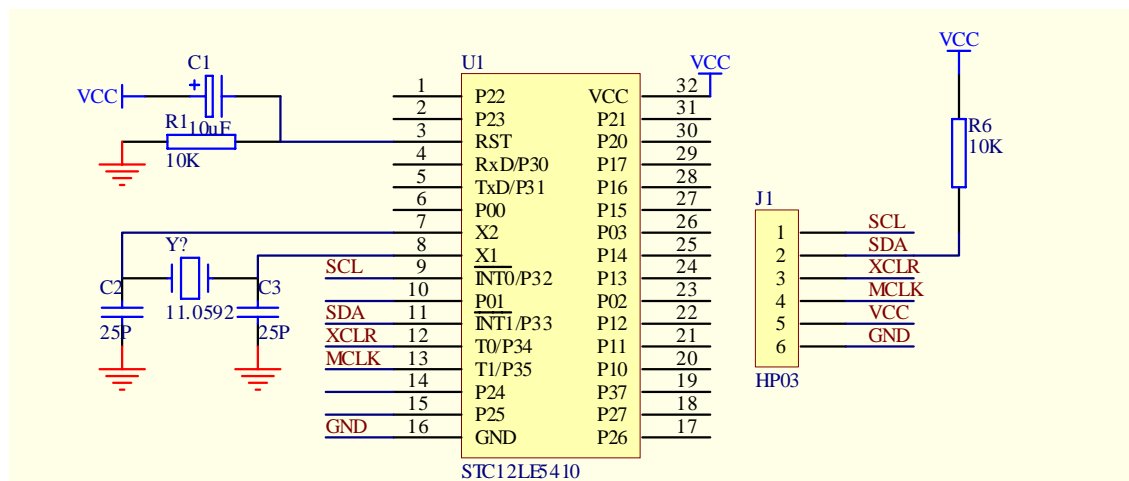 C1
VCC
+
R1
10uF
10K
Y?
C2
C3
11.0592
25P
25P
SCL
SDA
XCLR
MCLK
GND
U1
VCC
1 P22 VCC 32
2 P23 P21 31
3 RST P20 30
4 RxD/P30 P17 29
5 TxD/P31 P16 28
6 P00 P15 27
7 X2 P03 26
8 X1 P14 25
9 INT0/P32 P13 24
10 P01 P02 23
11 INT1/P33 P12 22
12 T0/P34 P11 21
13 T1/P35 P10 20
14 P24 P37 19
15 P25 P27 18
16 GND P26 17
STC12LE5410
VCC
R6
10K
J1
1 SCL
2 SDA
3 XCLR
4 MCLK
5 VCC
6 GND
HP03